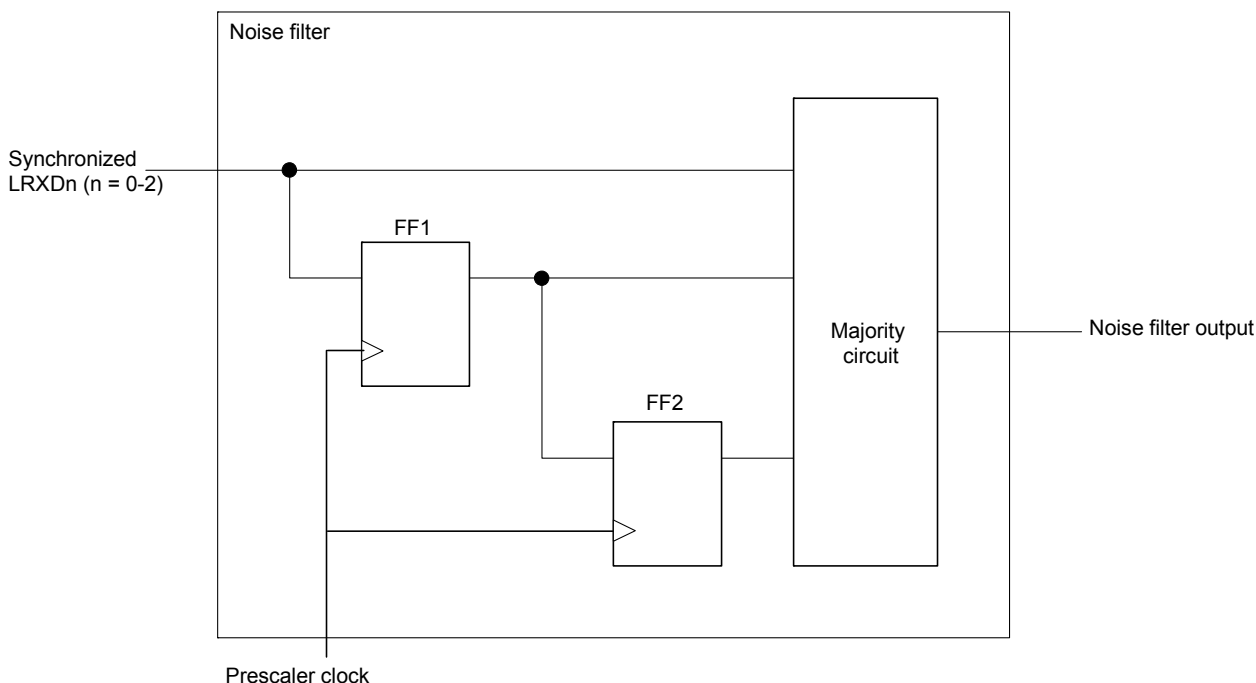 Noise filter
Synchronized
LRXDn (n = 0-2)
FF1
FF2
Majority
circuit
Noise filter output
Prescaler clock